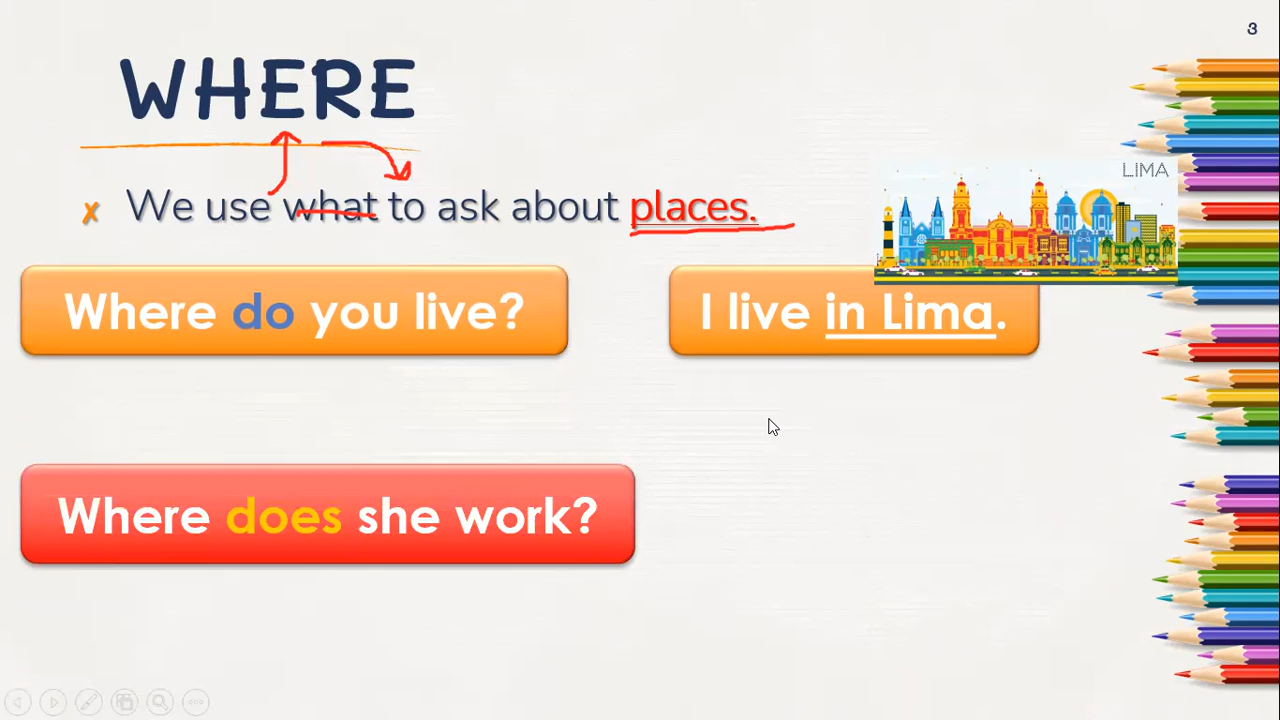 3
WHERE
LIMA
✗ We use what to ask about places.
Where do you live?
I live in Lima.
Where does she work?